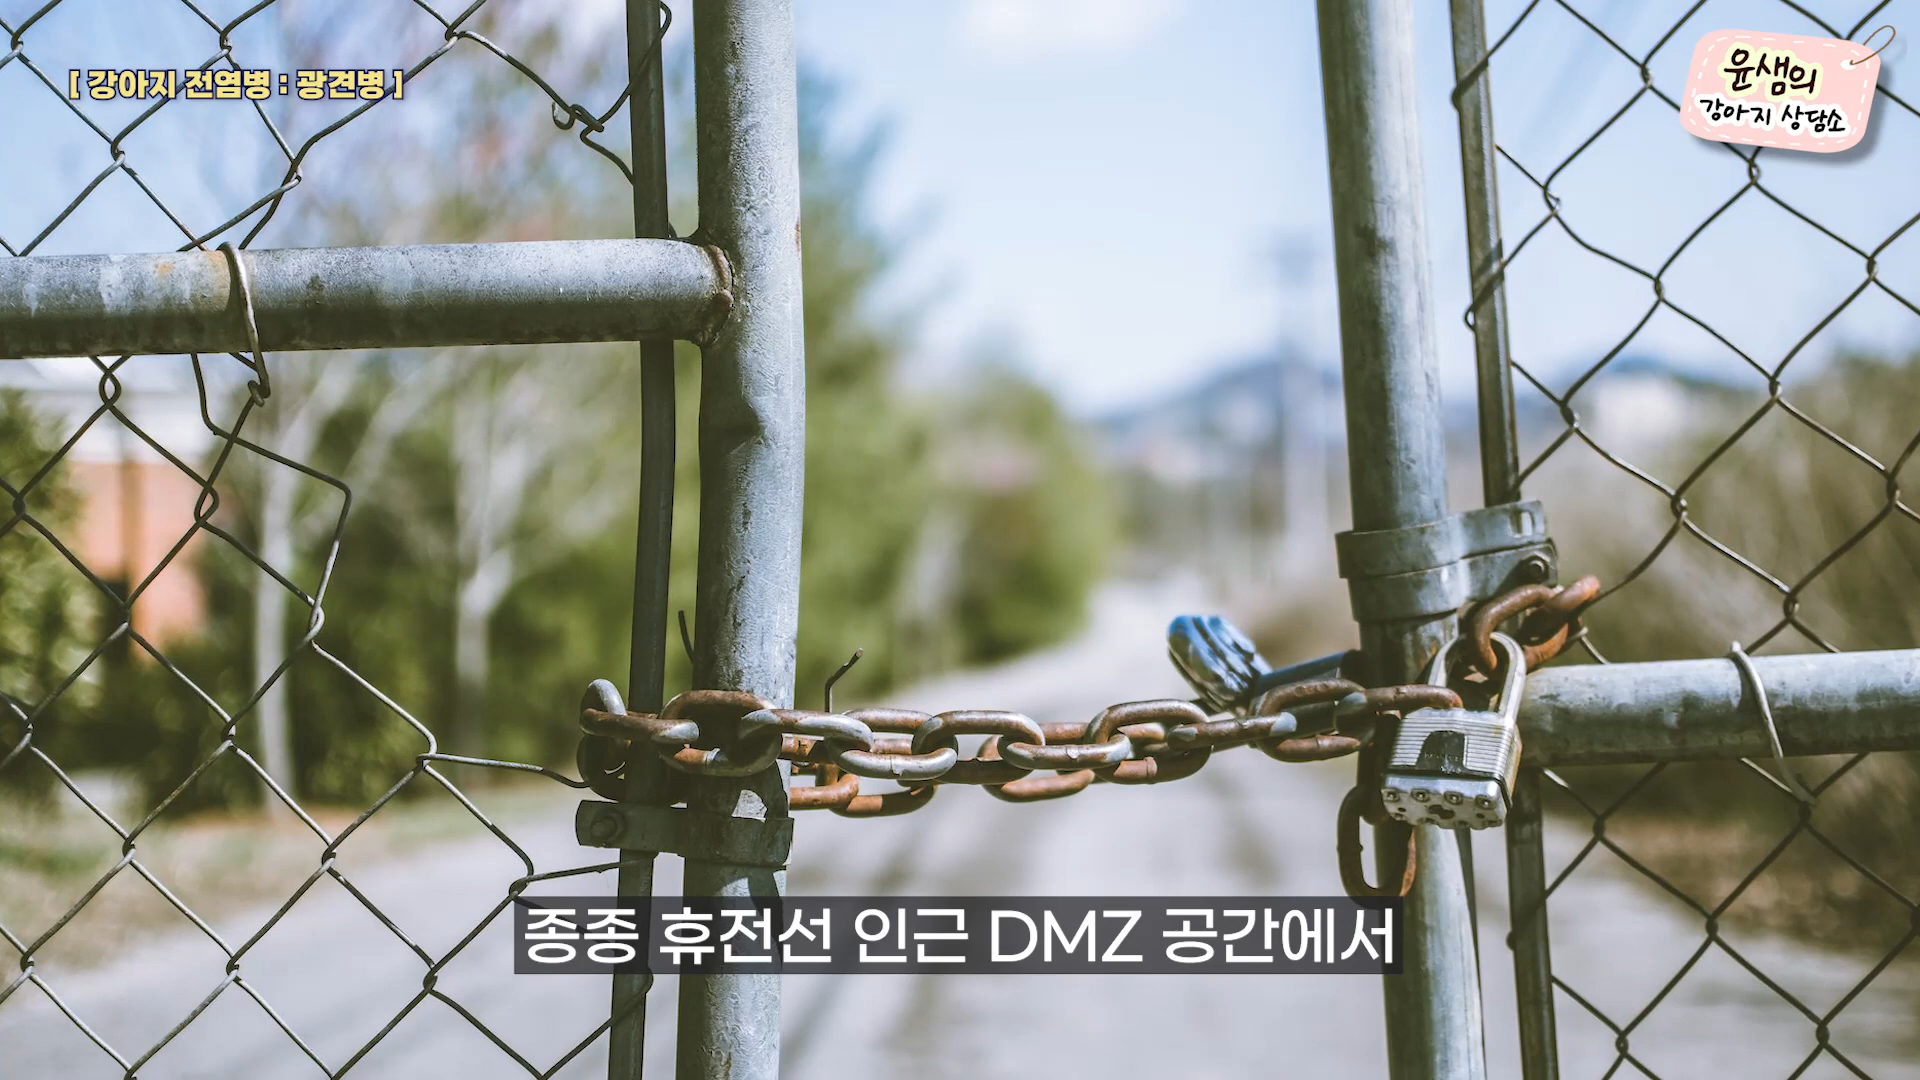 [ 강아지 전염병 : 광견병 ]
윤샘의
강아지 상담소
종종 휴전선 인근 DMZ 공간에서